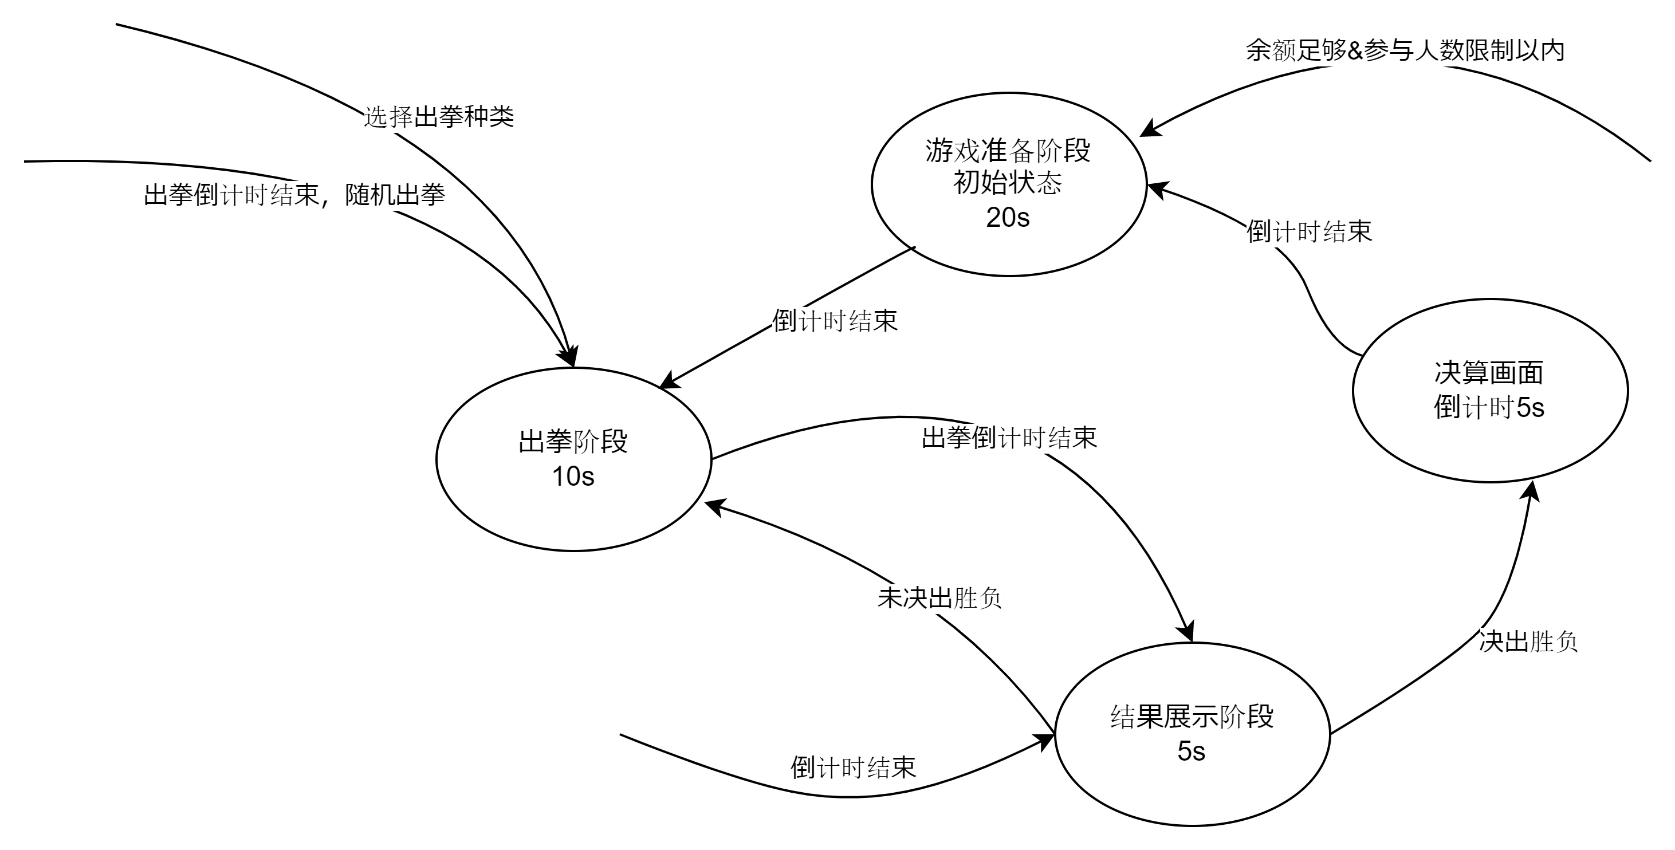 余额足够&参与人数限制以内
选择出拳种类
出拳倒计时结束，随机出拳
游戏准备阶段
初始状态
20s
倒计时结束
倒计时结束
决算画面
倒计时5s
出拳阶段
10s
出拳倒计时结束
未决出胜负
决出胜负
结果展示阶段
5s
倒计时结束